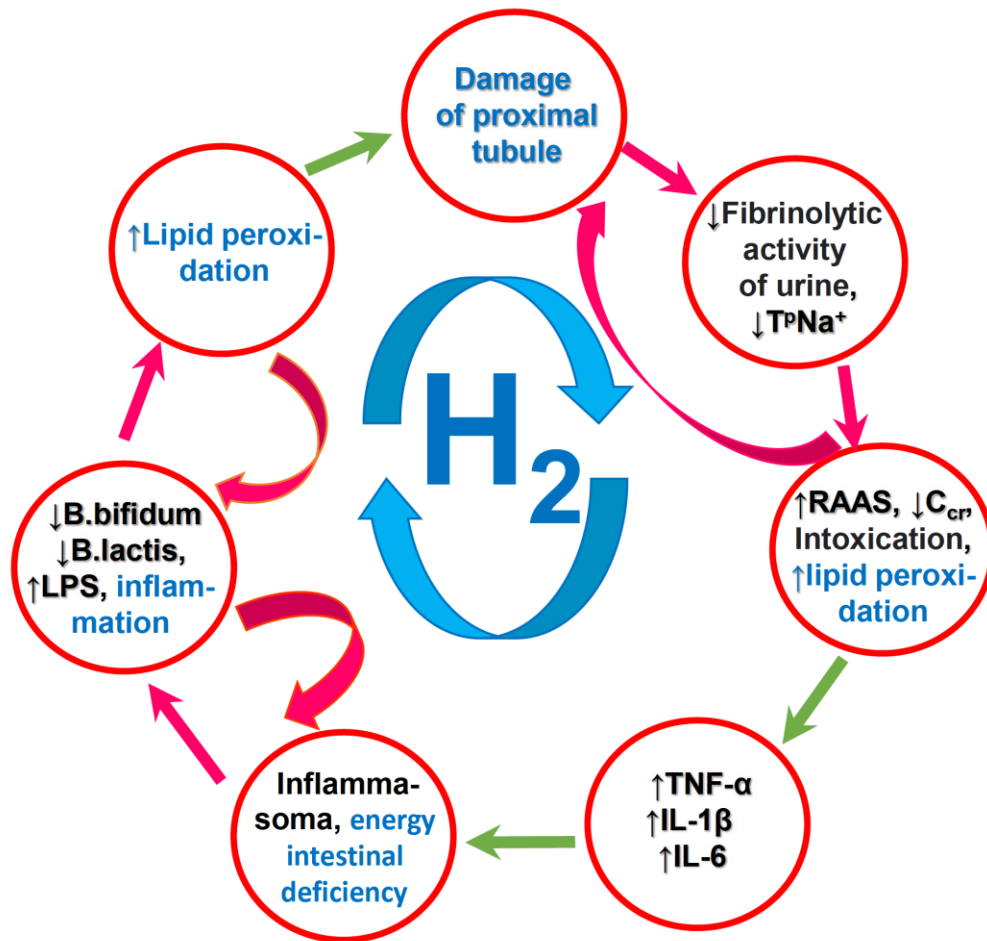 Damage
of proximal
tubule
↓Fibrinolytic
activity
of urine,
↓TᵖNa⁺
↑RAAS, ↓Ccr,
Intoxication,
↑lipid peroxi-
dation
↑TNF-α
↑IL-1β
↑IL-6
Inflamma-
soma, energy
intestinal
deficiency
↓B.bifidum
↓B.lactis,
↑LPS, inflam-
mation
↑Lipid peroxi-
dation
H₂